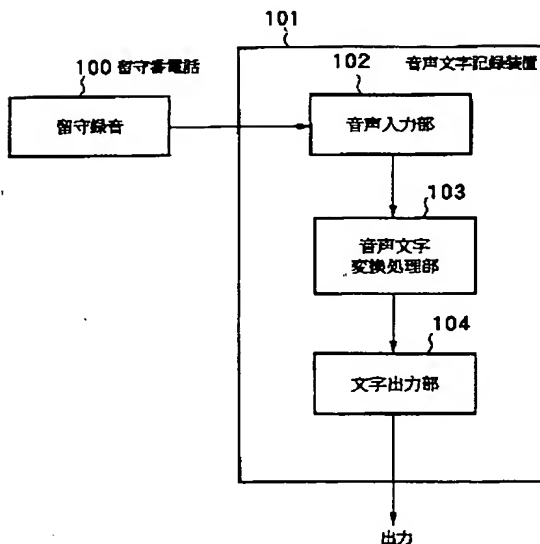 101
100 留守番電話
102
音声文字記録装置
留守録音
音声入力部
103
音声文字
変換処理部
104
文字出力部
出力